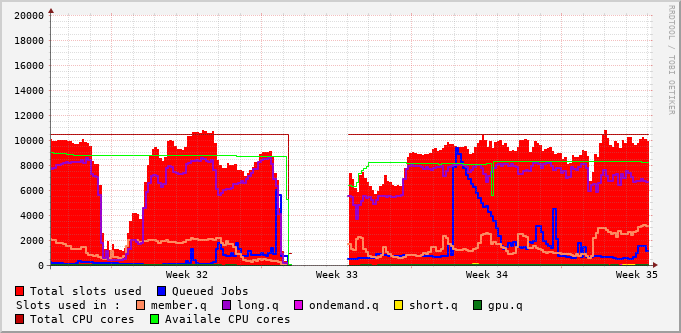 RRDTOOL / TOBI OETIKER
20000
18000
16000
14000
12000
10000
8000
6000
4000
2000
0
Week 32 Week 33 Week 34 Week 35
Total slots used Queued Jobs
Slots used in : member.q long.q ondemand.q short.q gpu.q
Total CPU cores Availale CPU cores